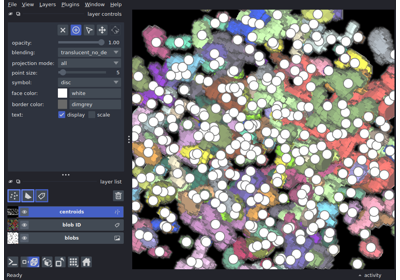 File View Layers Plugins Window Help
layer controls
opacity: 1.00
blending: translucent_no_de
projection mode: all
point size: 5
symbol: disc
face color: white
border color: dimgrey
text: display scale
layer list
centroids
blob ID
blobs
Ready activity